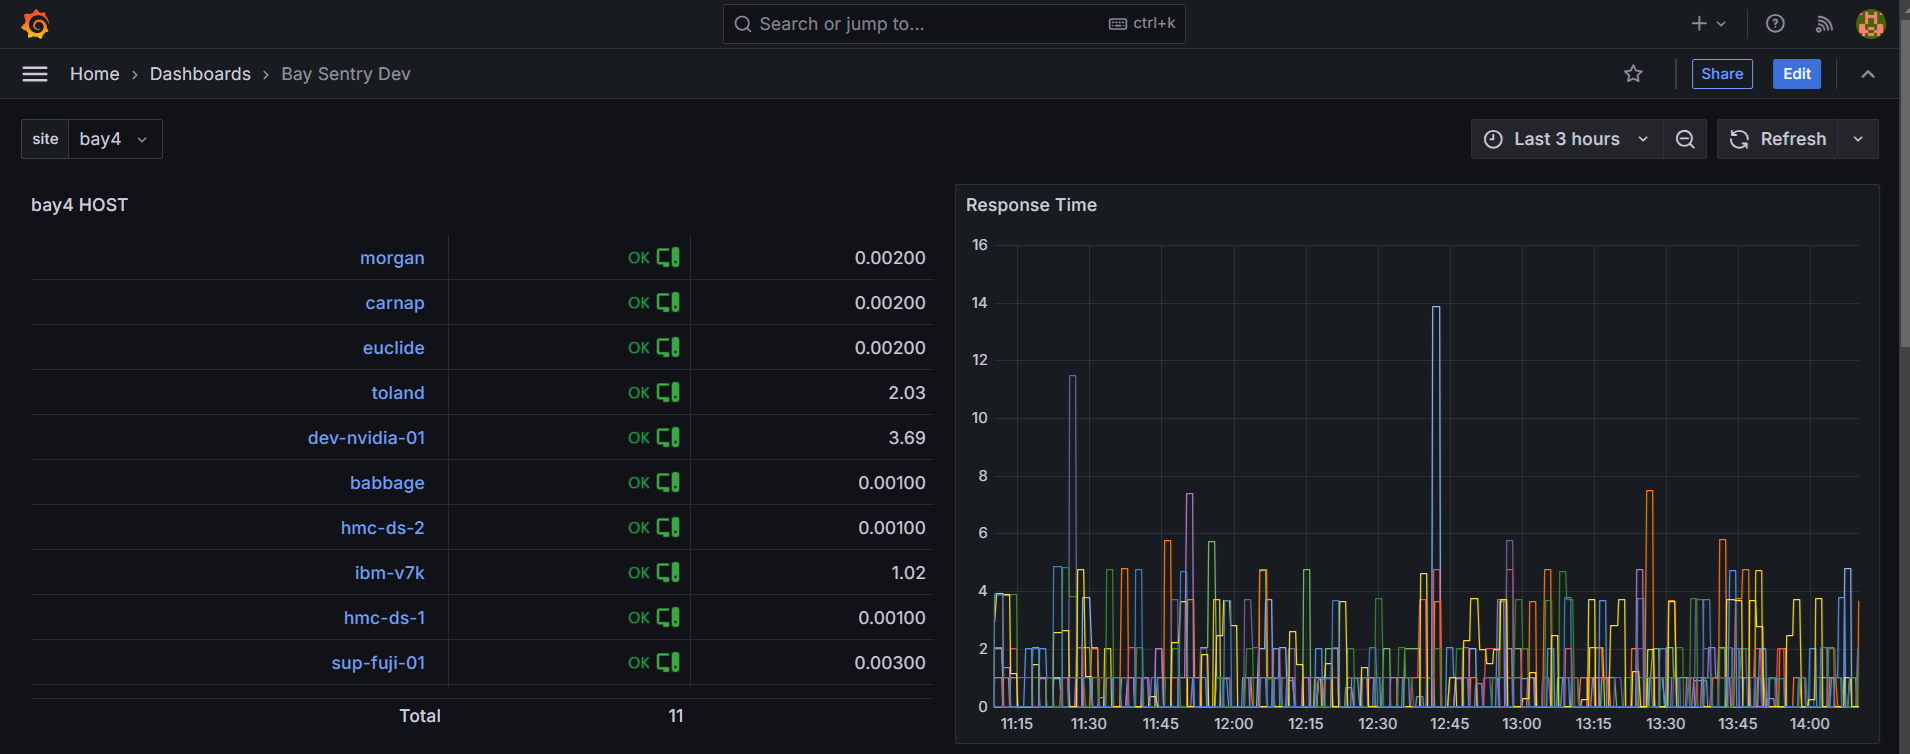 Search or jump to... ctrl+k
Home › Dashboards › Bay Sentry Dev
Share Edit
site bay4
Last 3 hours Refresh
bay4 HOST
morgan OK 0.00200
carnap OK 0.00200
euclide OK 0.00200
toland OK 2.03
dev-nvidia-01 OK 3.69
babbage OK 0.00100
hmc-ds-2 OK 0.00100
ibm-v7k OK 1.02
hmc-ds-1 OK 0.00100
sup-fuji-01 OK 0.00300
Total 11
Response Time
16
14
12
10
8
6
4
2
0
11:15 11:30 11:45 12:00 12:15 12:30 12:45 13:00 13:15 13:30 13:45 14:00